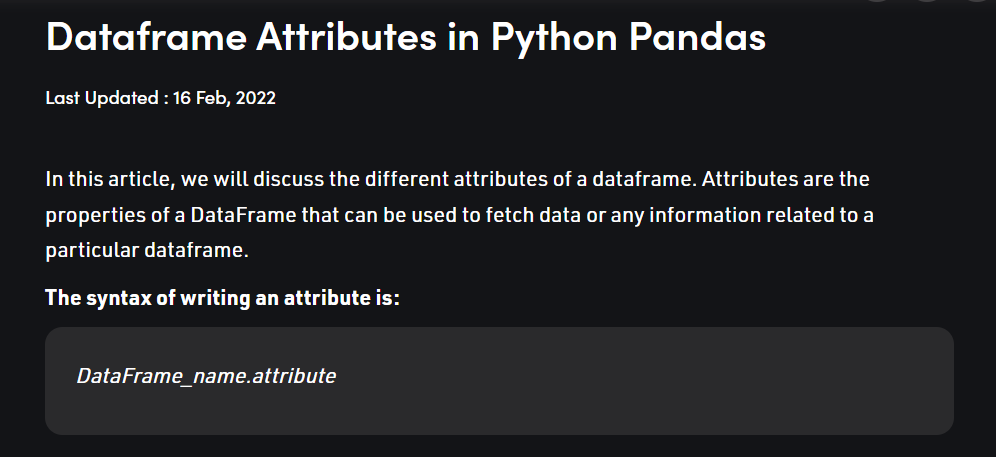 Dataframe Attributes in Python Pandas
Last Updated : 16 Feb, 2022
In this article, we will discuss the different attributes of a dataframe. Attributes are the
properties of a DataFrame that can be used to fetch data or any information related to a
particular dataframe.
The syntax of writing an attribute is:
DataFrame_name.attribute